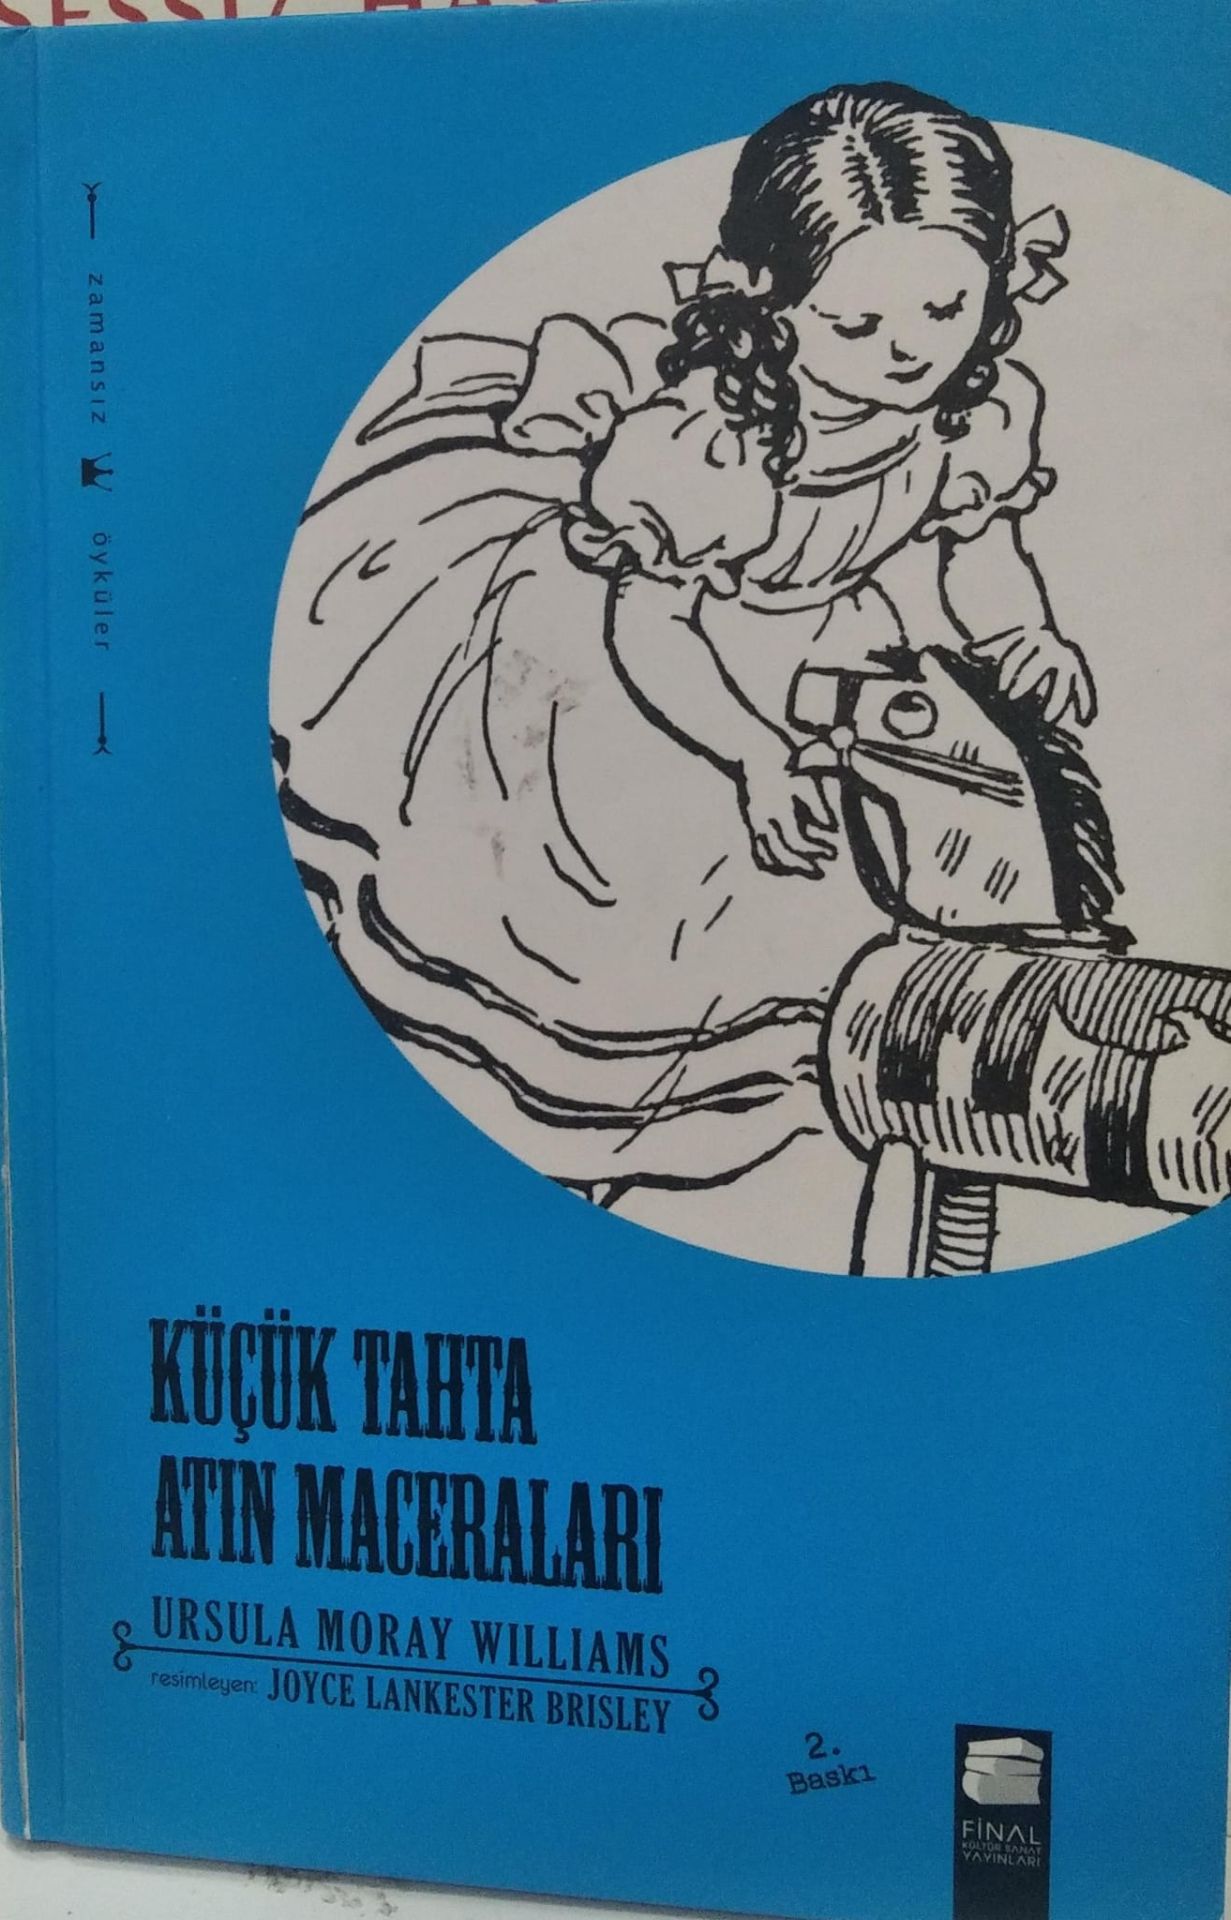 zamansız öyküler
KÜÇÜK TAHTA
ATIN MACERALARI
URSULA MORAY WILLIAMS
resimleyen: JOYCE LANKESTER BRISLEY
2.
Baskı
FİNAL
KÜLTÜR SANAT
YAYINLARI